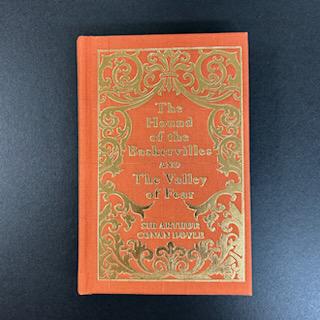 The
Hound
of the
Baskervilles
AND
The Valley
of Fear
SIR ARTHUR
CONAN DOYLE